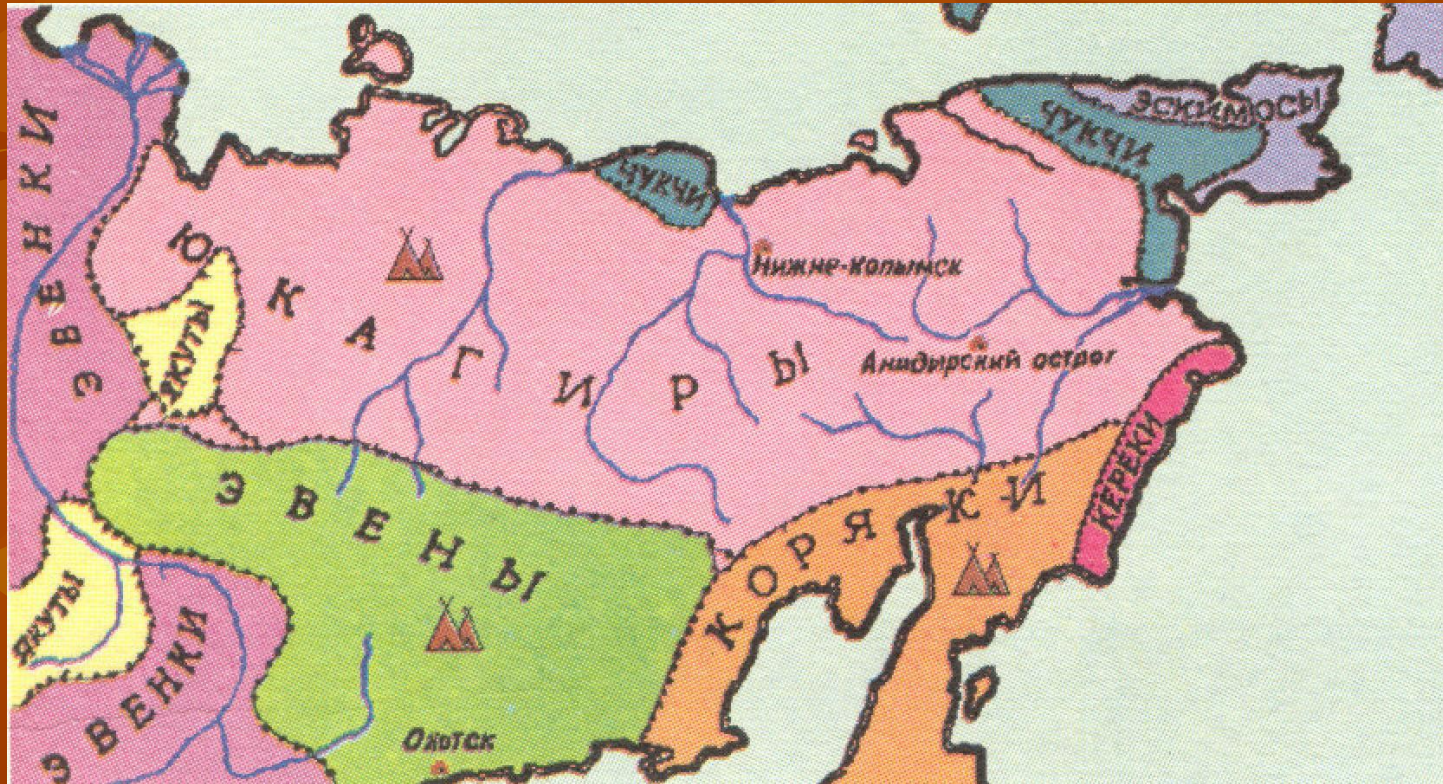 ЭВЕНКИ
ЮКАГИРЫ
ЯКУТЫ
ЧУКЧИ
ЧУКЧИ
ЭСКИМОСЫ
Нижне-Колымск
Анадырский острог
КЕРЕКИ
КОРЯКИ
ЭВЕНЫ
ЯКУТЫ
ЭВЕНКИ
Охотск